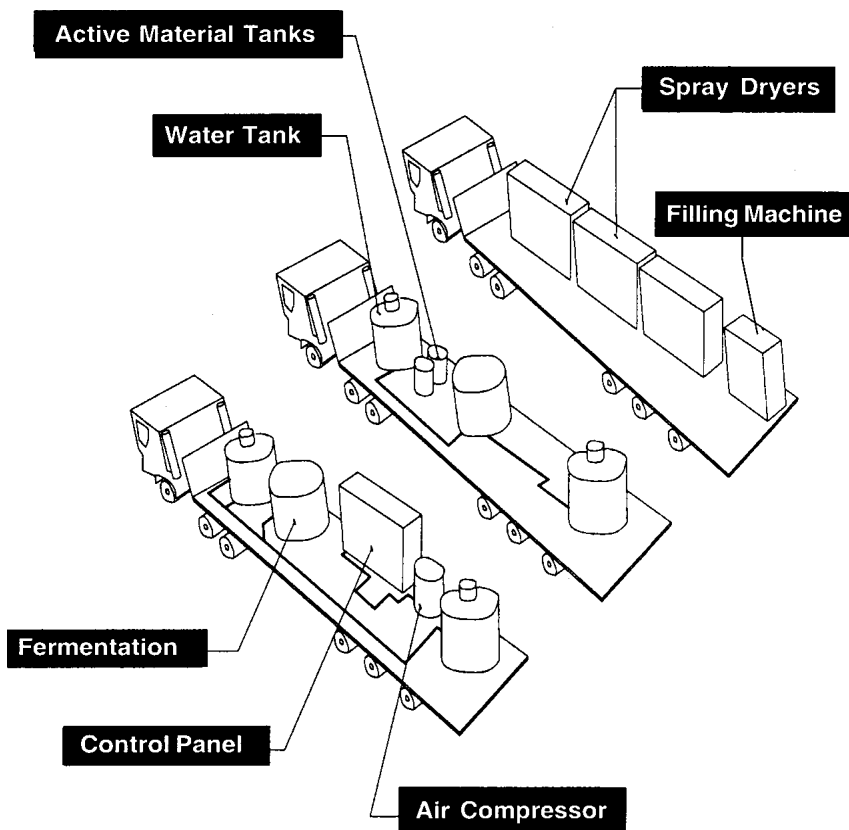 Active Material Tanks
Spray Dryers
Water Tank
Filling Machine
Fermentation
Control Panel
Air Compressor